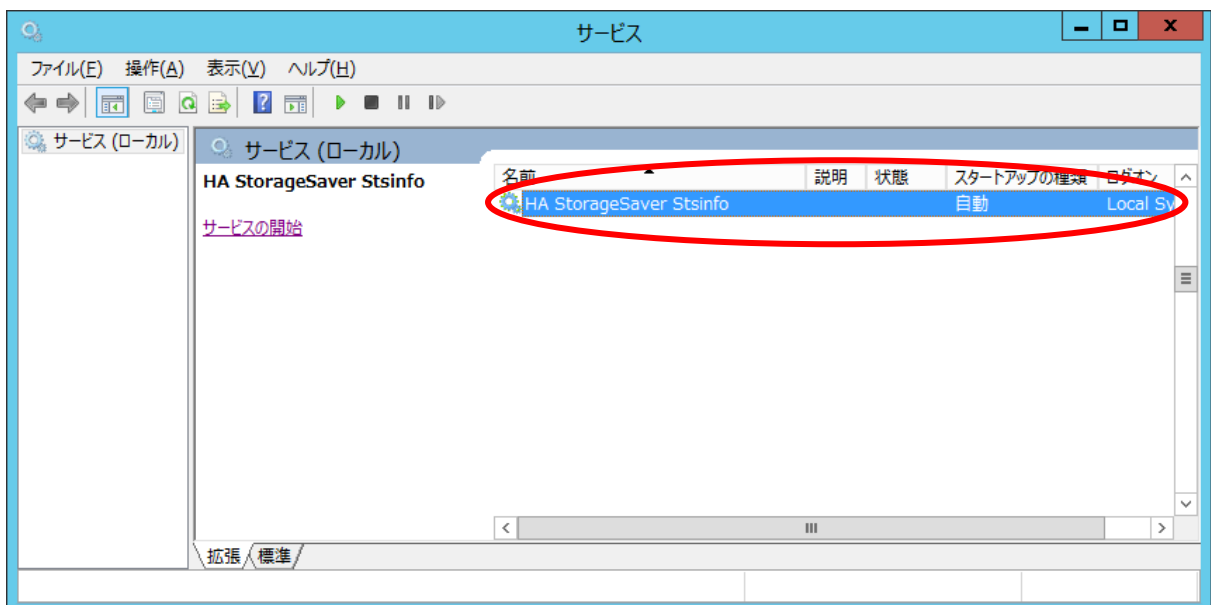 サービス
ファイル(F) 操作(A) 表示(V) ヘルプ(H)
サービス (ローカル)
サービス (ローカル)
HA StorageSaver Stsinfo
サービスの開始
名前 説明 状態 スタートアップの種類 ログオン
HA StorageSaver Stsinfo 自動 Local Sy
拡張 標準